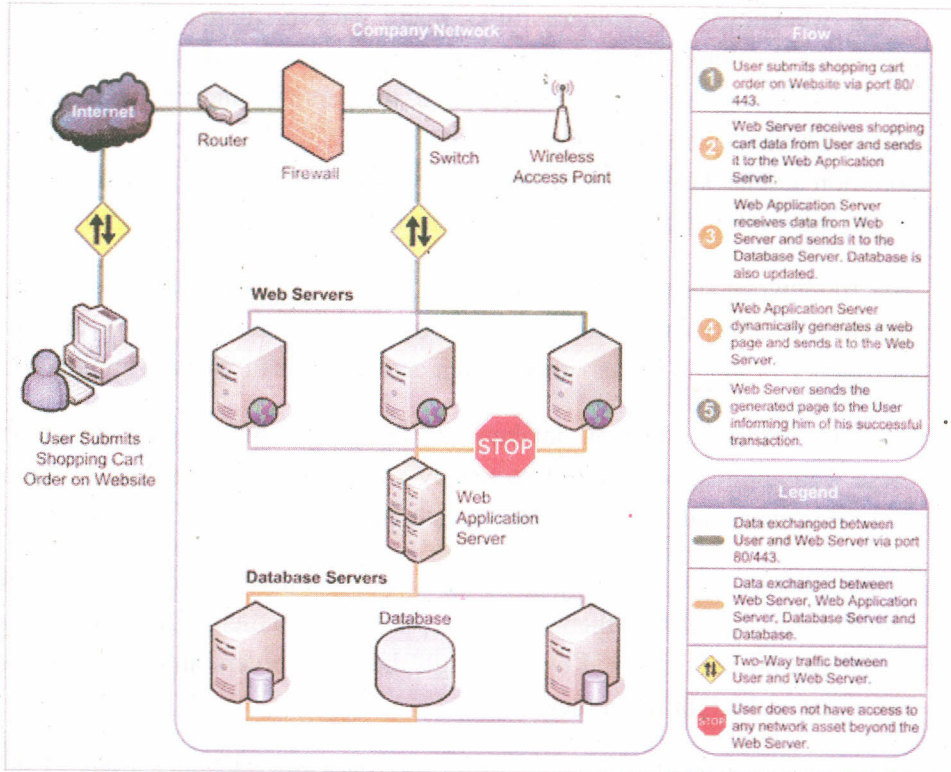 Company Network
Internet
Router
Firewall
Switch
Wireless
Access Point
Web Servers
User Submits
Shopping Cart
Order on Website
STOP
Web
Application
Server
Database Servers
Database
Flow
1
User submits shopping cart
order on Website via port 80/
443.
2
Web Server receives shopping
cart data from User and sends
it to the Web Application
Server.
3
Web Application Server
receives data from Web
Server and sends it to the
Database Server. Database is
also updated.
4
Web Application Server
dynamically generates a web
page and sends it to the Web
Server.
5
Web Server sends the
generated page to the User
informing him of his successful
transaction.
Legend
Data exchanged between
User and Web Server via port
80/443.
Data exchanged between
Web Server, Web Application
Server, Database Server and
Database.
Two-Way traffic between
User and Web Server.
STOP
User does not have access to
any network asset beyond the
Web Server.